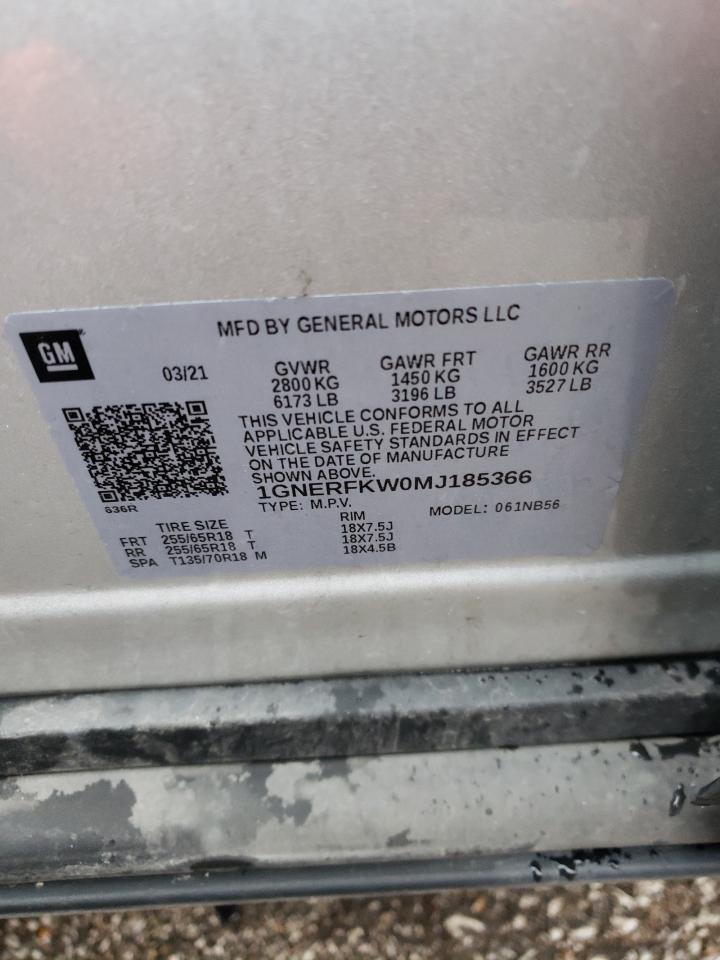 MFD BY GENERAL MOTORS LLC
GM
03/21
GVWR GAWR FRT GAWR RR
2800 KG 1450 KG 1600 KG
6173 LB 3196 LB 3527 LB
THIS VEHICLE CONFORMS TO ALL
APPLICABLE U.S. FEDERAL MOTOR
VEHICLE SAFETY STANDARDS IN EFFECT
ON THE DATE OF MANUFACTURE
SHOWN ABOVE.
1GNERFKW0MJ185366
636R
TYPE: M.P.V. MODEL: 061NB56
TIRE SIZE RIM
FRT 255/65R18 T 18X7.5J
RR 255/65R18 T 18X7.5J
SPA T135/70R18 M 18X4.5B